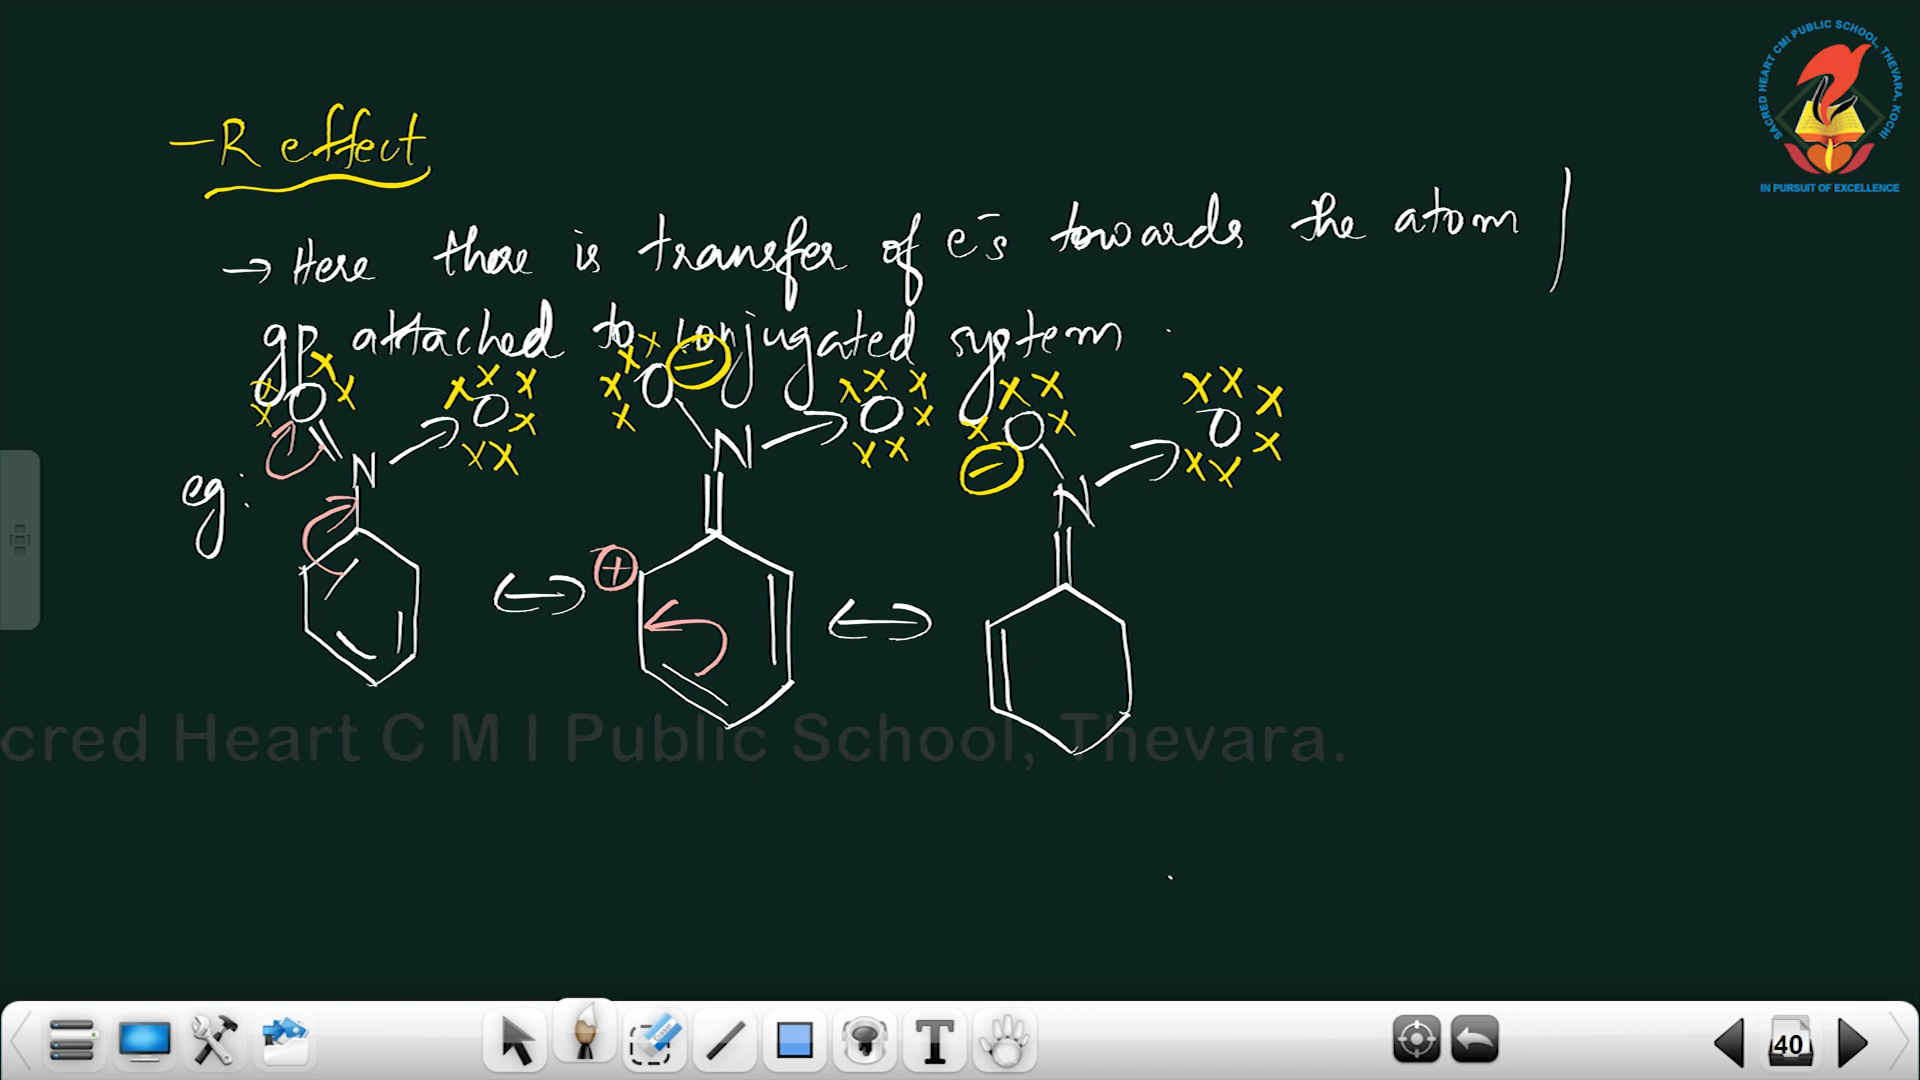 SACRED HEART CMI PUBLIC SCHOOL, THEVARA, KOCHI
IN PURSUIT OF EXCELLENCE
-R effect
→ Here there is transfer of e⁻s towards the atom /
gp attached to conjugated system.
eg:
O N O
O N O
O N O
cred Heart C M I Public School, Thevara.
T
40